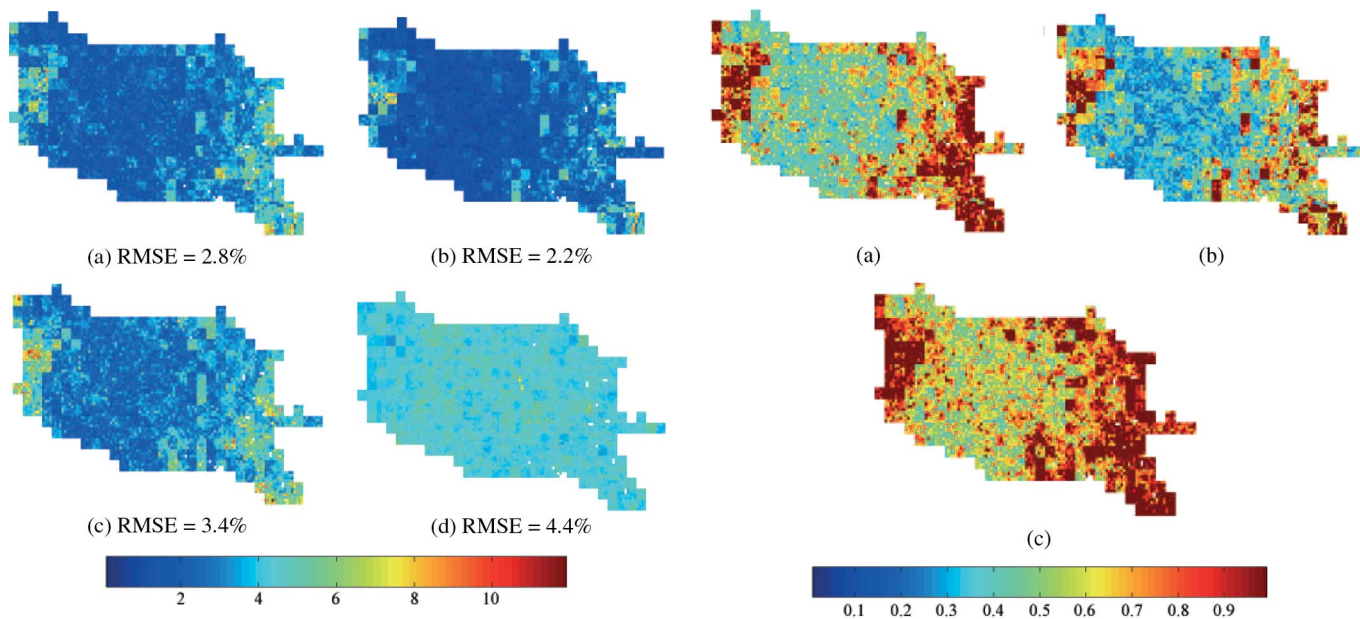 (a) RMSE = 2.8%
(b) RMSE = 2.2%
(a)
(b)
(c) RMSE = 3.4%
(d) RMSE = 4.4%
(c)
2 4 6 8 10
0.1 0.2 0.3 0.4 0.5 0.6 0.7 0.8 0.9